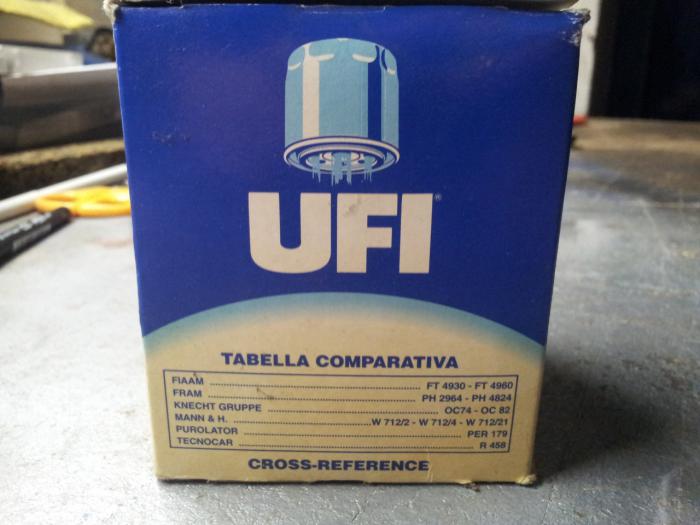 UFI
TABELLA COMPARATIVA
FIAAM ........ FT 4930 - FT 4960
FRAM ........ PH 2964 - PH 4824
KNECHT GRUPPE ........ OC74 - OC 82
MANN & H. ........ W 712/2 - W 712/4 - W 712/21
PUROLATOR ........ PER 179
TECNOCAR ........ R 458
CROSS-REFERENCE